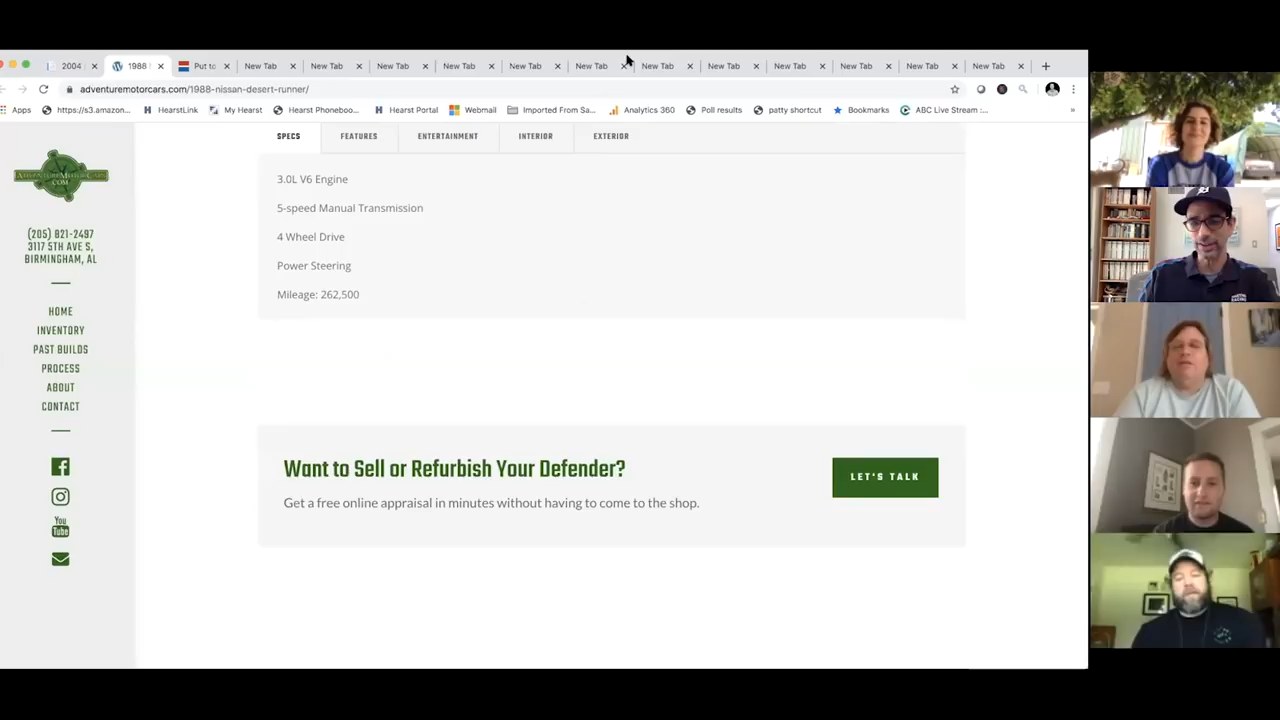 2004
1988
Put to
New Tab
New Tab
New Tab
New Tab
New Tab
New Tab
New Tab
New Tab
New Tab
New Tab
New Tab
New Tab
adventuremotorcars.com/1988-nissan-desert-runner/
Apps
https://s3.amazon...
HearstLink
My Hearst
Hearst Phoneboo...
Hearst Portal
Webmail
Imported From Sa...
Analytics 360
Poll results
patty shortcut
Bookmarks
ABC Live Stream :...
»
SPECS
FEATURES
ENTERTAINMENT
INTERIOR
EXTERIOR
3.0L V6 Engine
5-speed Manual Transmission
4 Wheel Drive
Power Steering
Mileage: 262,500
(205) 821-2497
3117 5TH AVE S,
BIRMINGHAM, AL
HOME
INVENTORY
PAST BUILDS
PROCESS
ABOUT
CONTACT
You
Tube
Want to Sell or Refurbish Your Defender?
Get a free online appraisal in minutes without having to come to the shop.
LET'S TALK